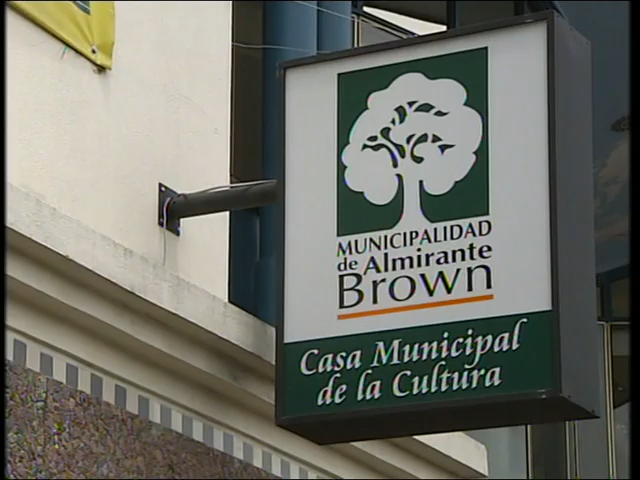 MUNICIPALIDAD
de Almirante
Brown
Casa Municipal
de la Cultura